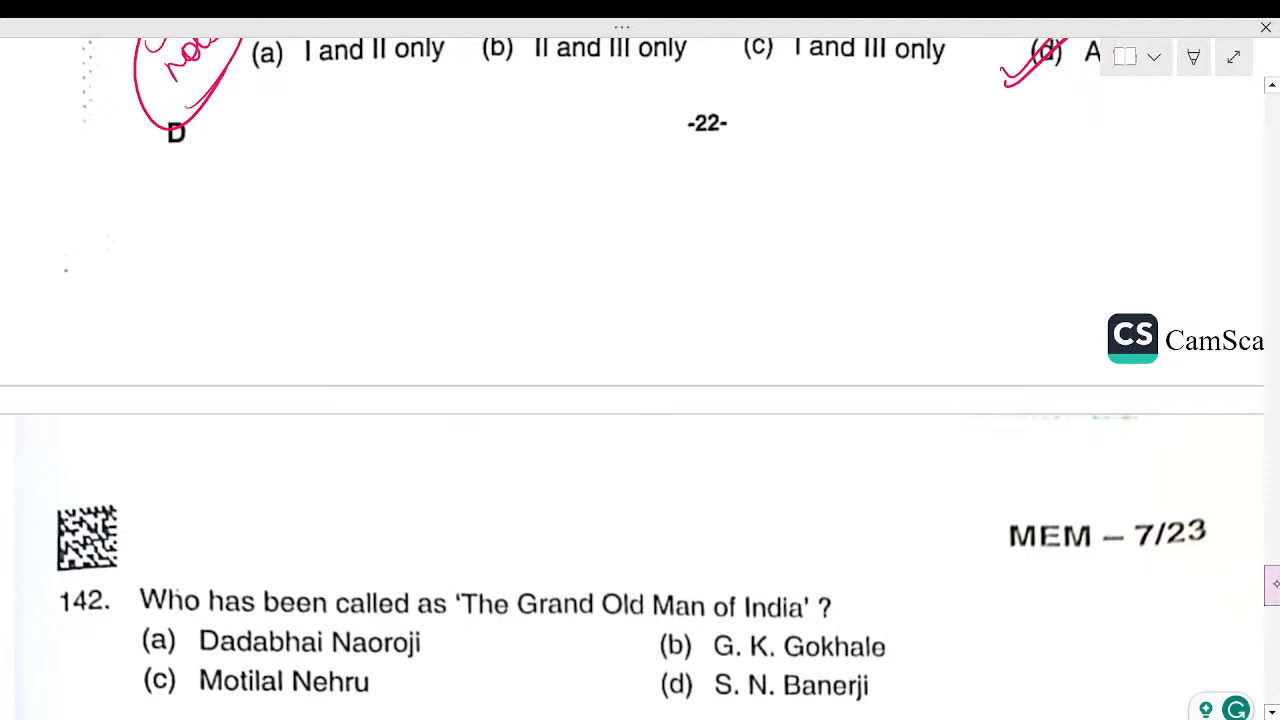 (a) I and II only (b) II and III only (c) I and III only (d) A
D -22-
CS CamSca
MEM – 7/23
142. Who has been called as ‘The Grand Old Man of India’ ?
(a) Dadabhai Naoroji (b) G. K. Gokhale
(c) Motilal Nehru (d) S. N. Banerji